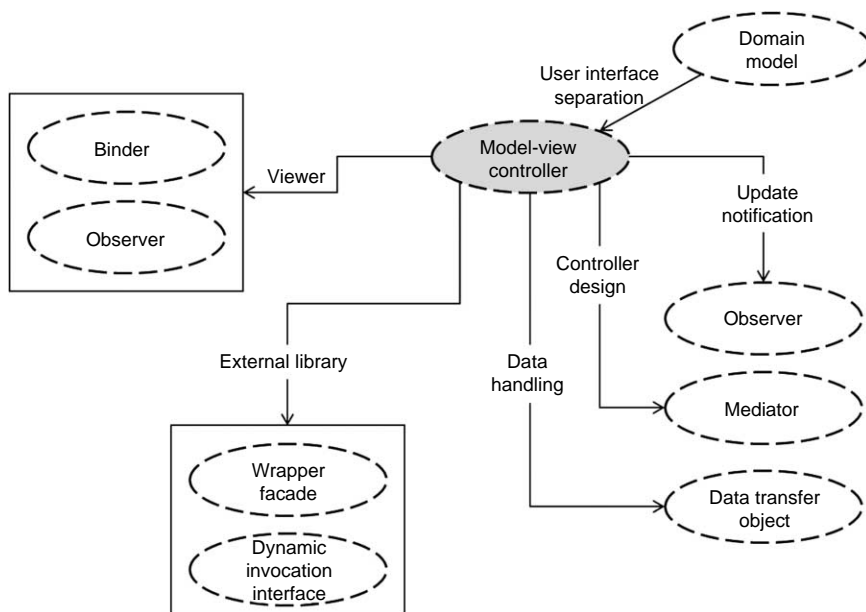 Domain
model
User interface
separation
Model-view
controller
Binder
Viewer
Observer
Update
notification
Controller
design
Observer
External library
Data
handling
Mediator
Wrapper
facade
Data transfer
object
Dynamic
invocation
interface